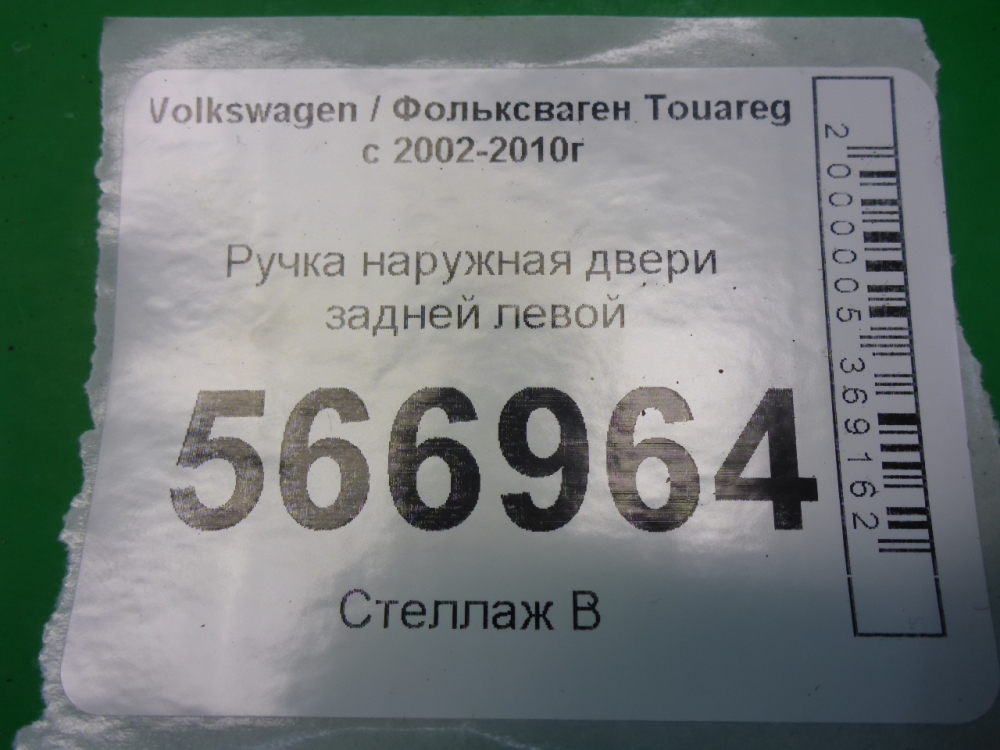 Volkswagen / Фольксваген Touareg
с 2002-2010г
Ручка наружная двери
задней левой
566964
Стеллаж В
2000005369162